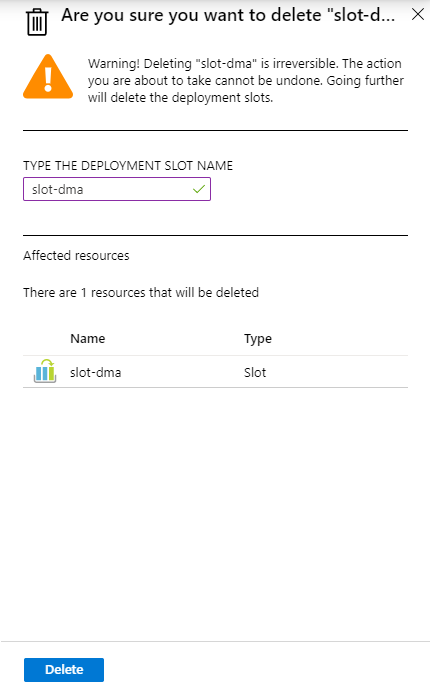 Are you sure you want to delete "slot-d...
Warning! Deleting "slot-dma" is irreversible. The action
you are about to take cannot be undone. Going further
will delete the deployment slots.
TYPE THE DEPLOYMENT SLOT NAME
slot-dma
Affected resources
There are 1 resources that will be deleted
Name Type
slot-dma Slot
Delete